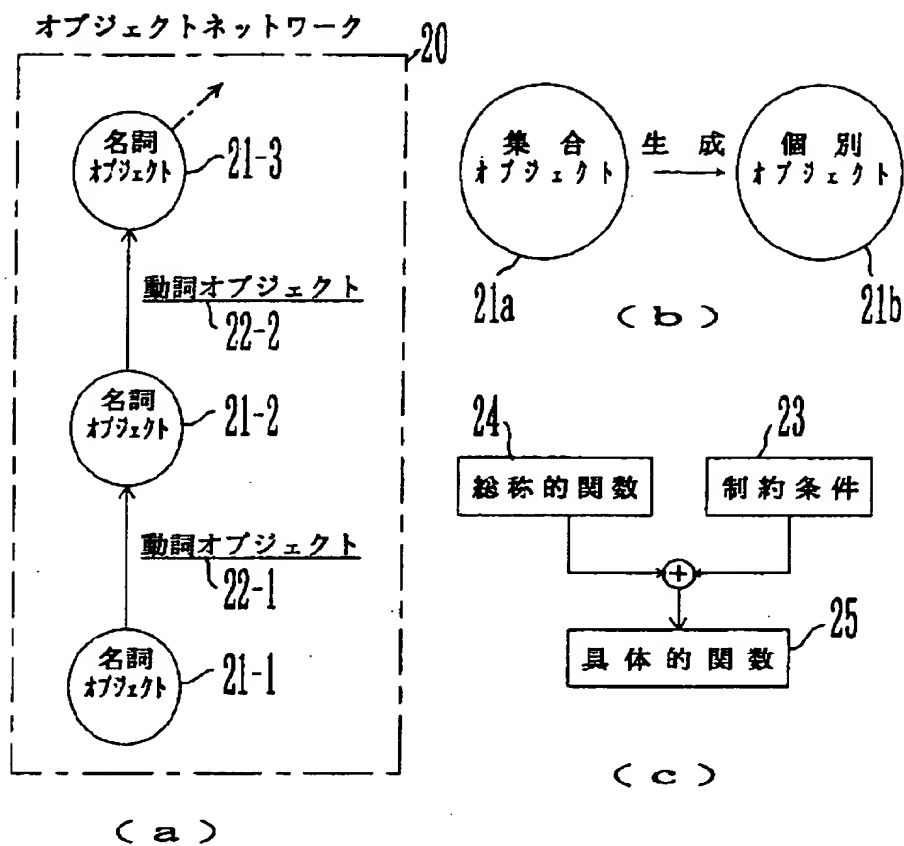 オブジェクトネットワーク
20
名詞
オブジェクト
21-3
動詞オブジェクト
22-2
名詞
オブジェクト
21-2
動詞オブジェクト
22-1
名詞
オブジェクト
21-1
(a)
集合
オブジェクト
21a
生成
個別
オブジェクト
21b
(b)
24
総称的関数
23
制約条件
+
25
具体的関数
(c)